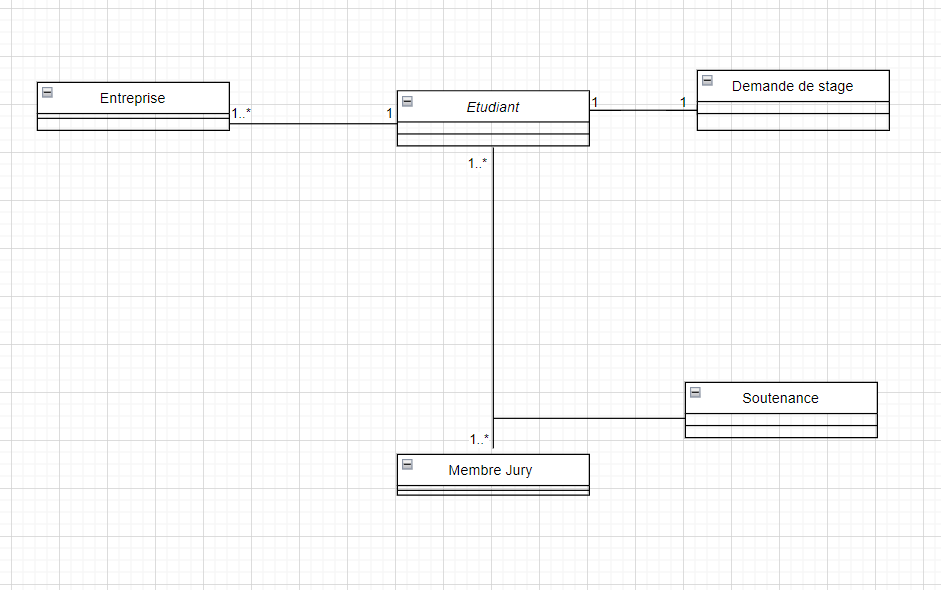 Entreprise
1..*
1
Etudiant
1
1
Demande de stage
1..*
1..*
Soutenance
Membre Jury